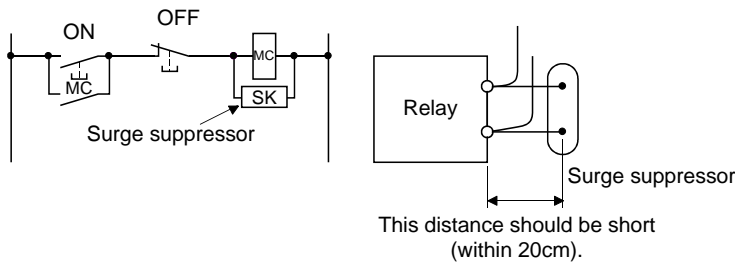 ON
OFF
MC
MC
SK
Surge suppressor
Relay
Surge suppressor
This distance should be short
(within 20cm).